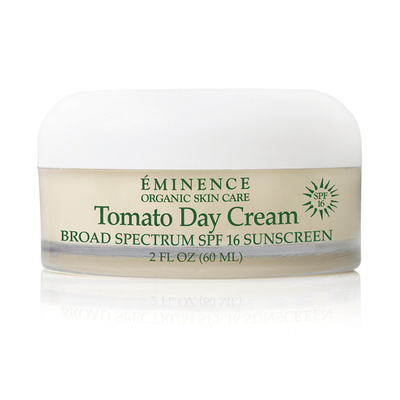 ÉMINENCE
ORGANIC SKIN CARE
Tomato Day Cream
SPF
16
BROAD SPECTRUM SPF 16 SUNSCREEN
2 FL OZ (60 ML)